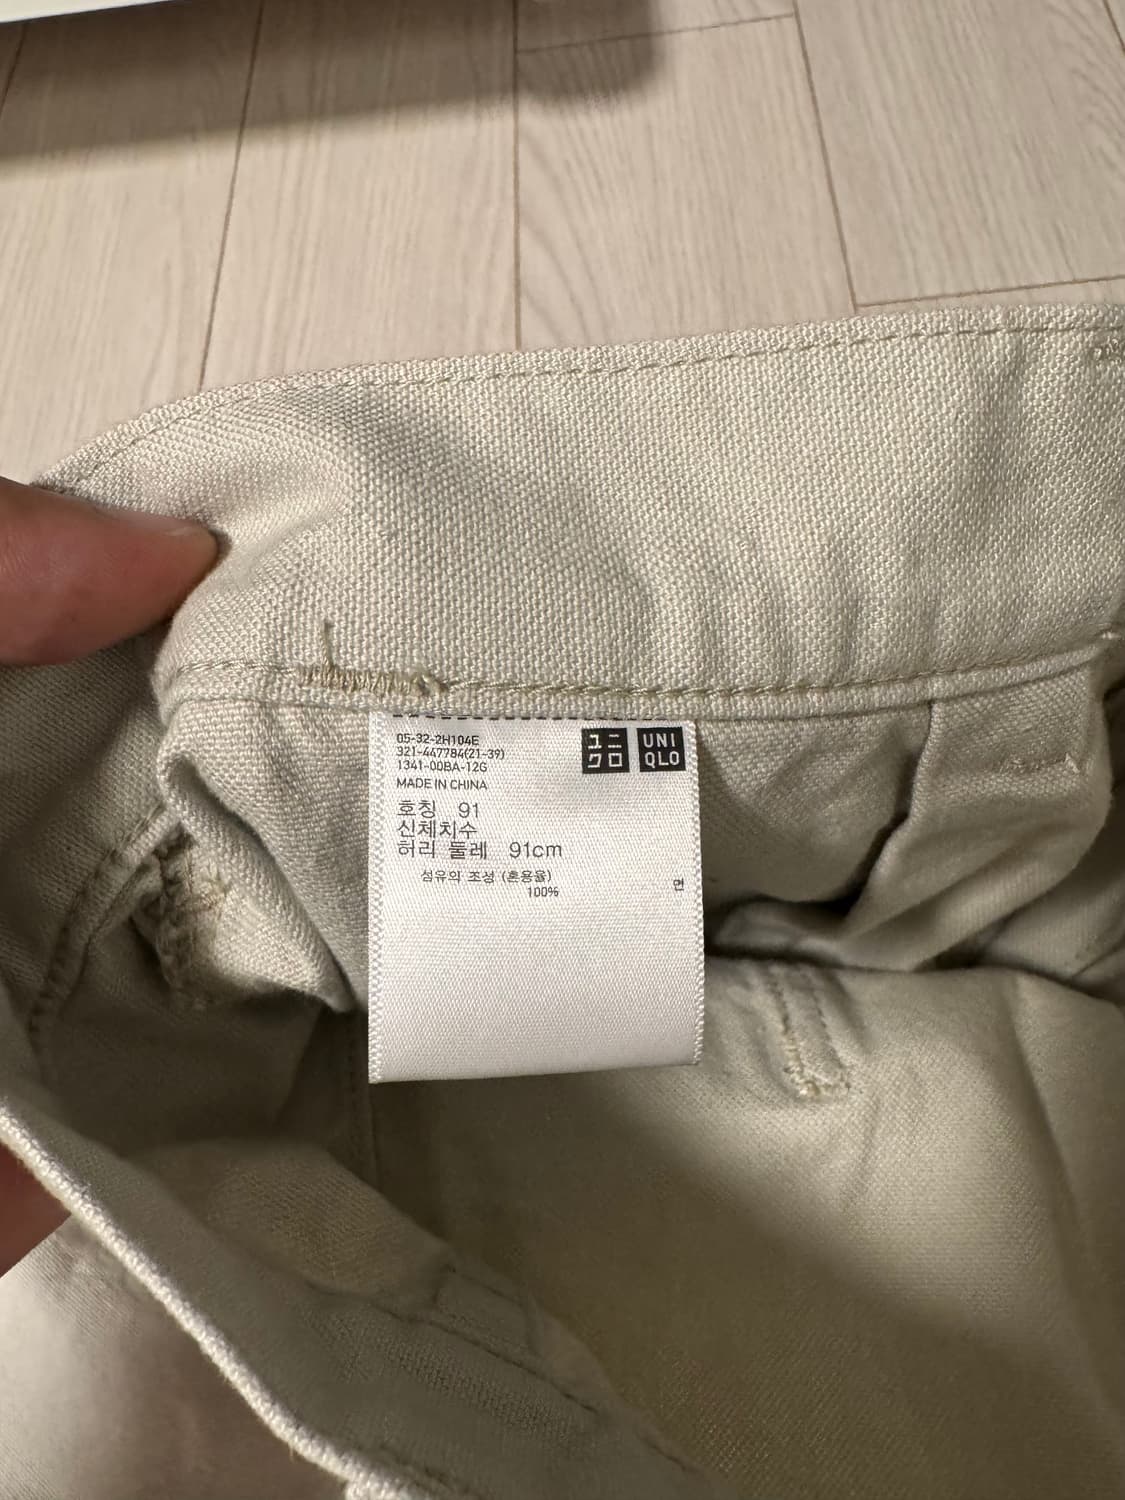 05-32-2H104E
321-447784(21-39)
1341-00BA-12G
MADE IN CHINA
ユニ
クロ
UNI
QLO
호칭 91
신체치수
허리 둘레 91cm
섬유의 조성 (혼용율)
면
100%